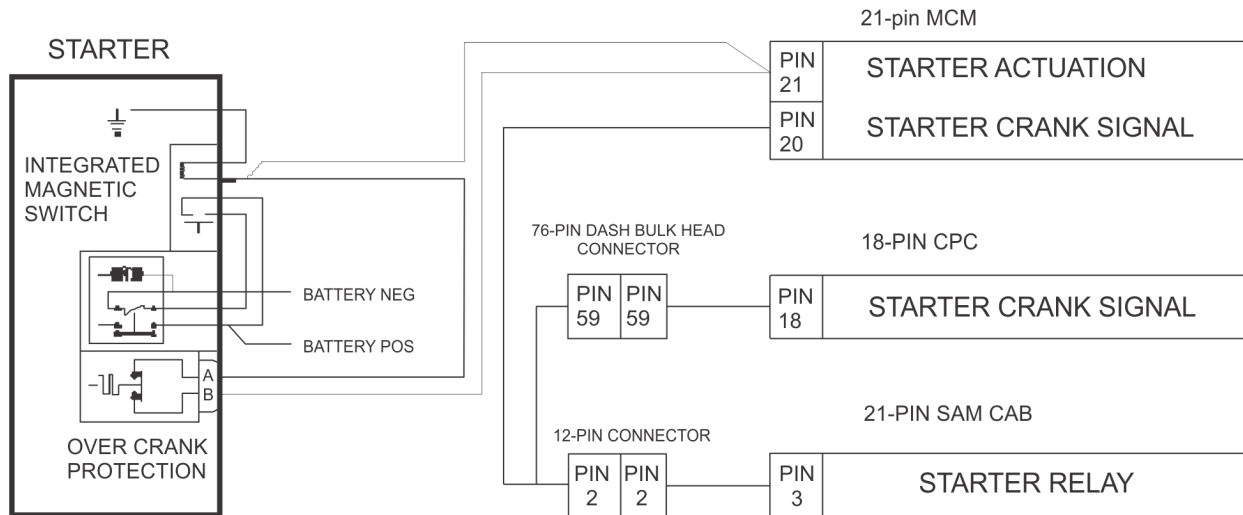 21-pin MCM
STARTER
PIN
21
STARTER ACTUATION
PIN
20
STARTER CRANK SIGNAL
INTEGRATED
MAGNETIC
SWITCH
76-PIN DASH BULK HEAD
CONNECTOR
18-PIN CPC
PIN
59
PIN
59
PIN
18
STARTER CRANK SIGNAL
BATTERY NEG
BATTERY POS
A
B
21-PIN SAM CAB
OVER CRANK
PROTECTION
12-PIN CONNECTOR
PIN
2
PIN
2
PIN
3
STARTER RELAY